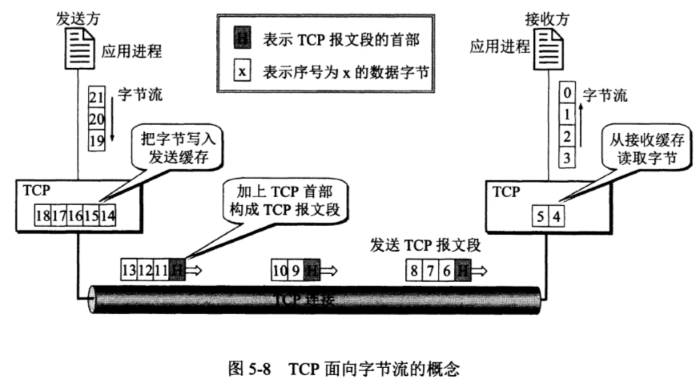 发送方
应用进程
21
20
19
字节流
把字节写入
发送缓存
TCP
18 17 16 15 14
H 表示 TCP 报文段的首部
x 表示序号为 x 的数据字节
加上 TCP 首部
构成 TCP 报文段
接收方
应用进程
0
1
2
3
字节流
从接收缓存
读取字节
TCP
5 4
发送 TCP 报文段
13 12 11 H
10 9 H
8 7 6 H
TCP 连接
图 5-8 TCP 面向字节流的概念